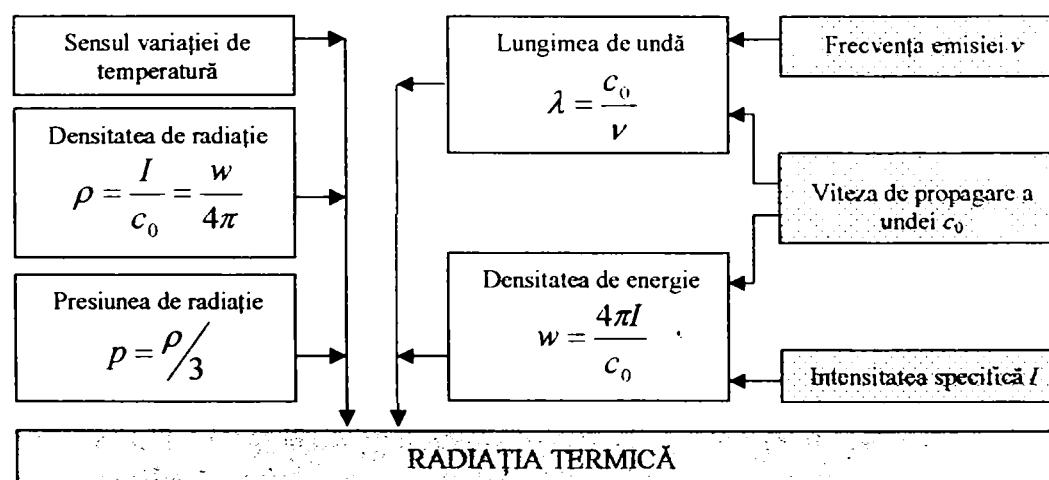 Sensul variației de
temperatură
Densitatea de radiație
ρ = I / c₀ = w / 4π
Presiunea de radiație
p = ρ/3
Lungimea de undă
λ = c₀ / ν
Densitatea de energie
w = 4πI / c₀
Frecvența emisiei ν
Viteza de propagare a
undei c₀
Intensitatea specifică I
RADIAȚIA TERMICĂ